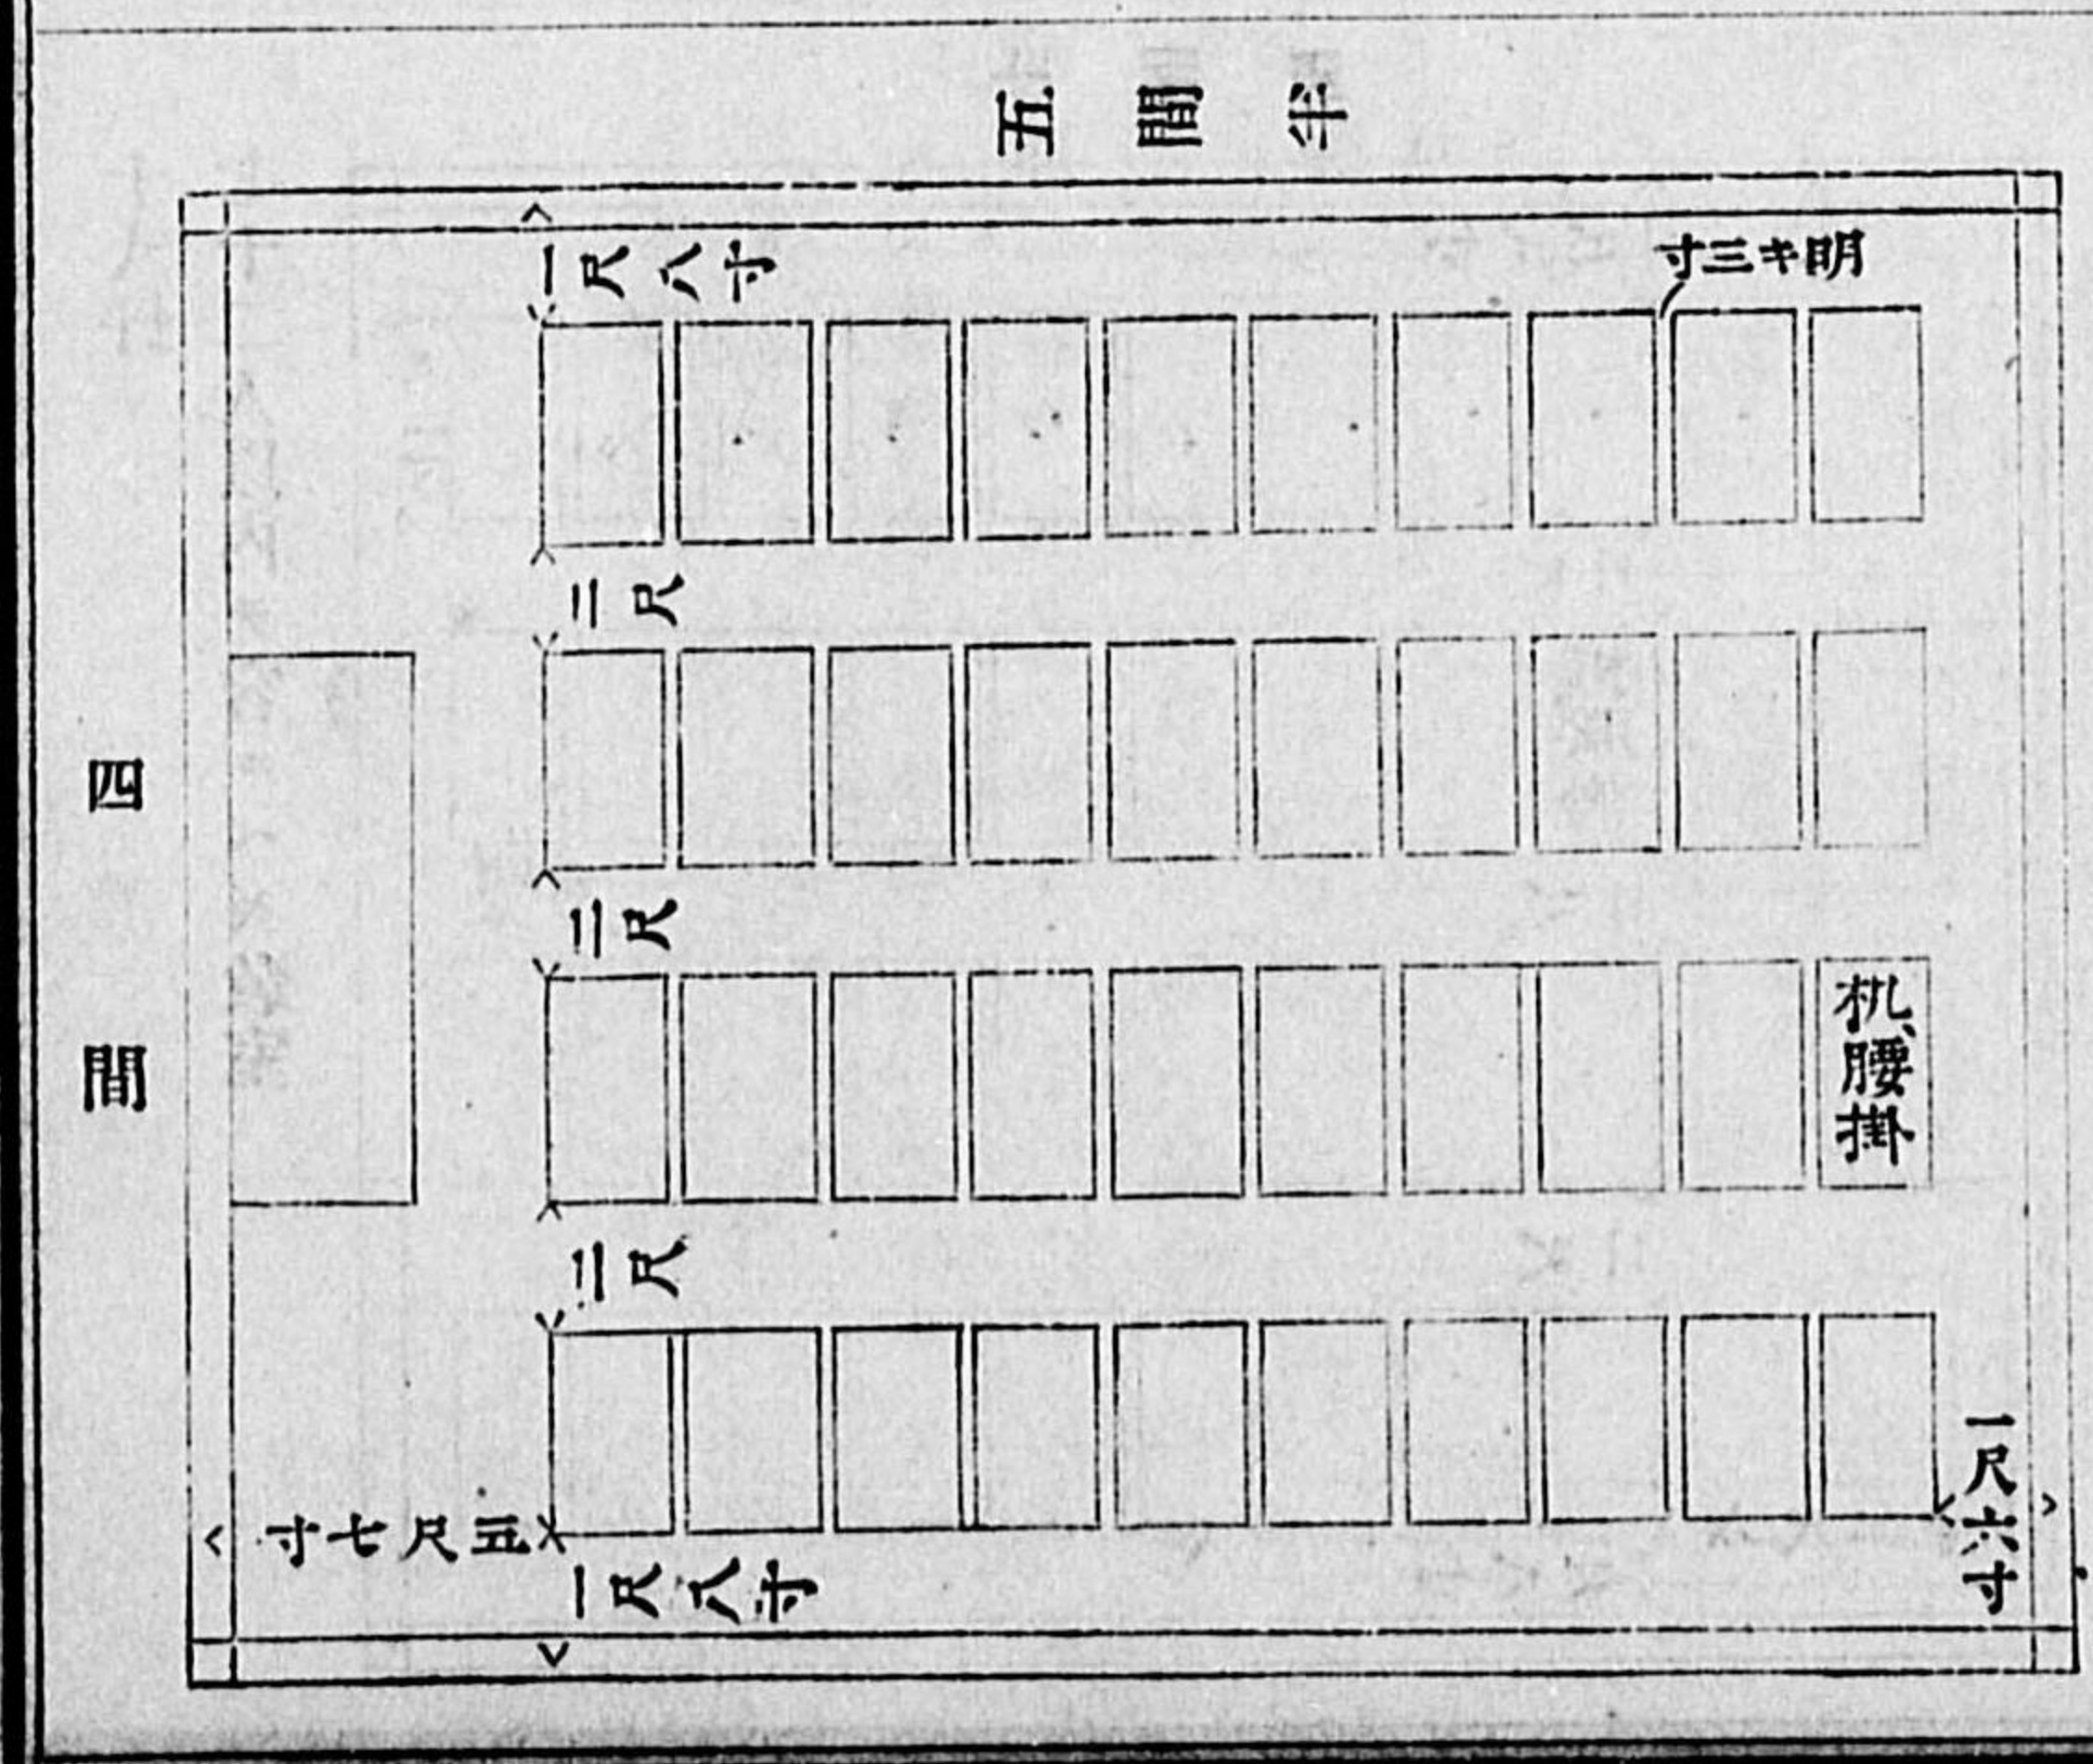 五間半
一尺八寸
明キ三寸
二尺
四間
二尺
机、腰掛
二尺
一尺六寸
五尺七寸
一尺八寸